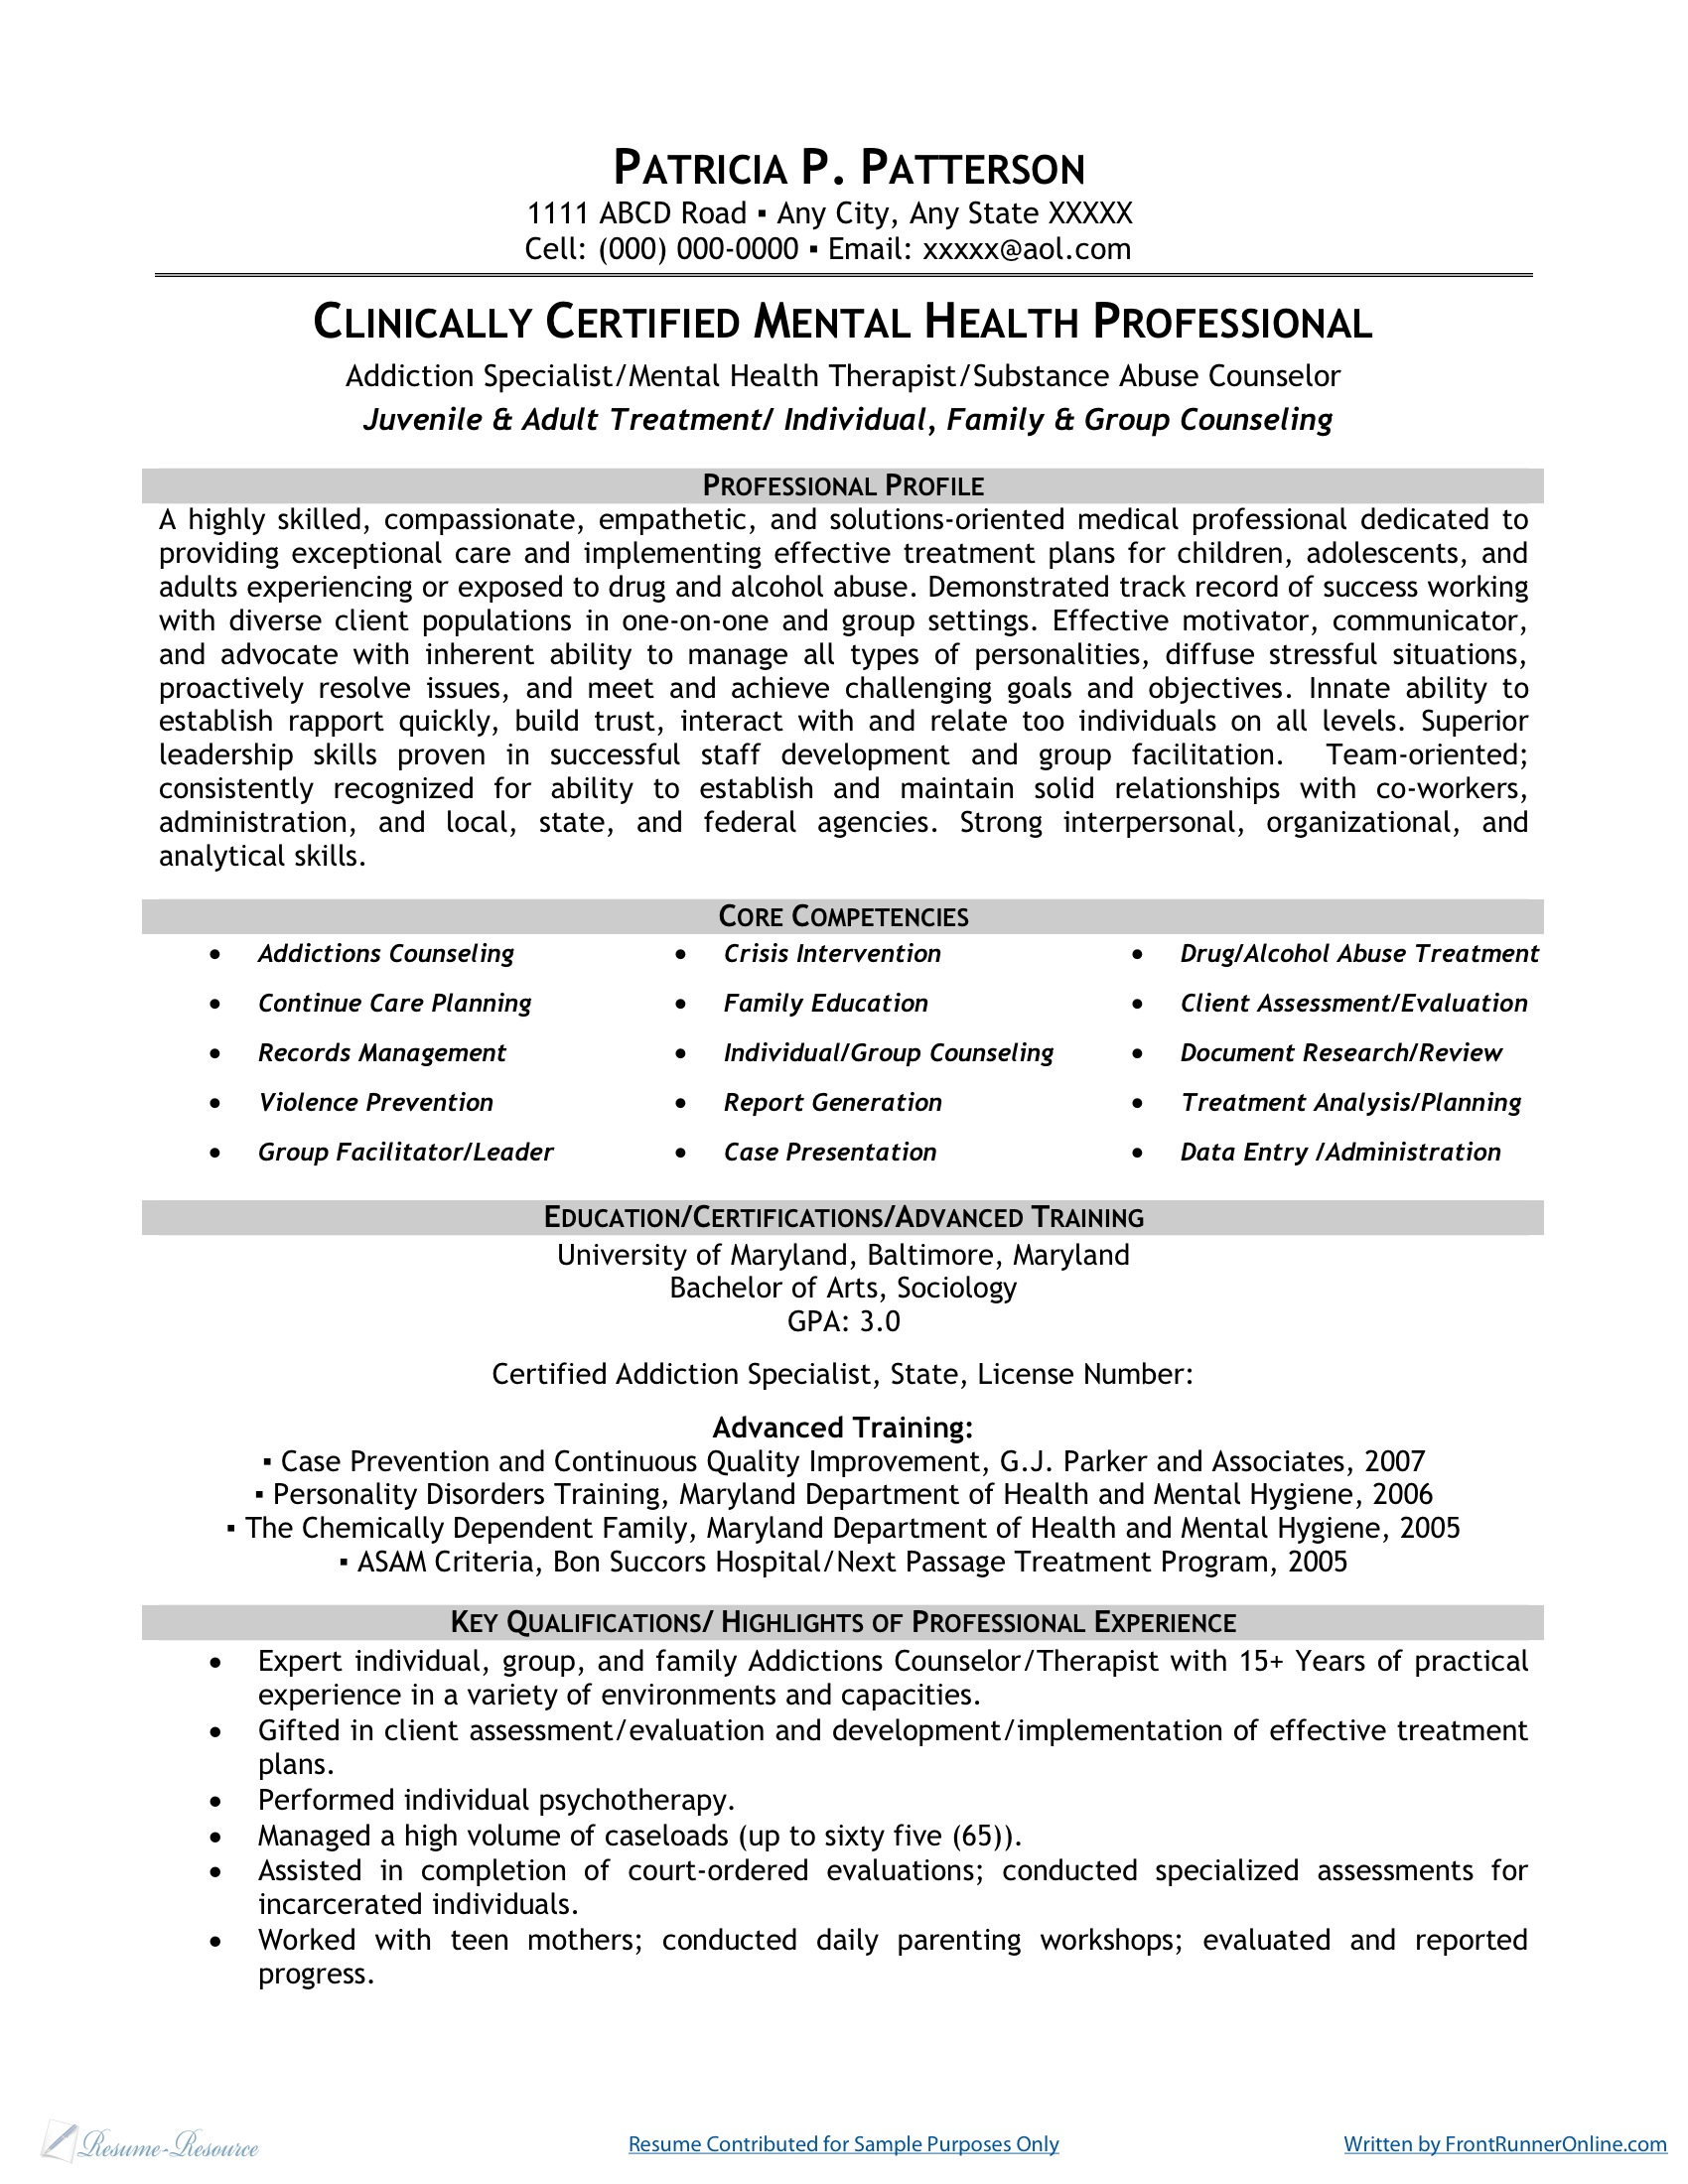 PATRICIA P. PATTERSON
1111 ABCD Road ▪ Any City, Any State XXXXX
Cell: (000) 000-0000 ▪ Email: xxxxx@aol.com
CLINICALLY CERTIFIED MENTAL HEALTH PROFESSIONAL
Addiction Specialist/Mental Health Therapist/Substance Abuse Counselor
Juvenile & Adult Treatment/ Individual, Family & Group Counseling
PROFESSIONAL PROFILE
A highly skilled, compassionate, empathetic, and solutions-oriented medical professional dedicated to
providing exceptional care and implementing effective treatment plans for children, adolescents, and
adults experiencing or exposed to drug and alcohol abuse. Demonstrated track record of success working
with diverse client populations in one-on-one and group settings. Effective motivator, communicator,
and advocate with inherent ability to manage all types of personalities, diffuse stressful situations,
proactively resolve issues, and meet and achieve challenging goals and objectives. Innate ability to
establish rapport quickly, build trust, interact with and relate too individuals on all levels. Superior
leadership skills proven in successful staff development and group facilitation. Team-oriented;
consistently recognized for ability to establish and maintain solid relationships with co-workers,
administration, and local, state, and federal agencies. Strong interpersonal, organizational, and
analytical skills.
CORE COMPETENCIES
• Addictions Counseling • Crisis Intervention • Drug/Alcohol Abuse Treatment
• Continue Care Planning • Family Education • Client Assessment/Evaluation
• Records Management • Individual/Group Counseling • Document Research/Review
• Violence Prevention • Report Generation • Treatment Analysis/Planning
• Group Facilitator/Leader • Case Presentation • Data Entry /Administration
EDUCATION/CERTIFICATIONS/ADVANCED TRAINING
University of Maryland, Baltimore, Maryland
Bachelor of Arts, Sociology
GPA: 3.0
Certified Addiction Specialist, State, License Number:
Advanced Training:
▪ Case Prevention and Continuous Quality Improvement, G.J. Parker and Associates, 2007
▪ Personality Disorders Training, Maryland Department of Health and Mental Hygiene, 2006
▪ The Chemically Dependent Family, Maryland Department of Health and Mental Hygiene, 2005
▪ ASAM Criteria, Bon Succors Hospital/Next Passage Treatment Program, 2005
KEY QUALIFICATIONS/ HIGHLIGHTS OF PROFESSIONAL EXPERIENCE
• Expert individual, group, and family Addictions Counselor/Therapist with 15+ Years of practical
experience in a variety of environments and capacities.
• Gifted in client assessment/evaluation and development/implementation of effective treatment
plans.
• Performed individual psychotherapy.
• Managed a high volume of caseloads (up to sixty five (65)).
• Assisted in completion of court-ordered evaluations; conducted specialized assessments for
incarcerated individuals.
• Worked with teen mothers; conducted daily parenting workshops; evaluated and reported
progress.
Resume-Resource
Resume Contributed for Sample Purposes Only
Written by FrontRunnerOnline.com